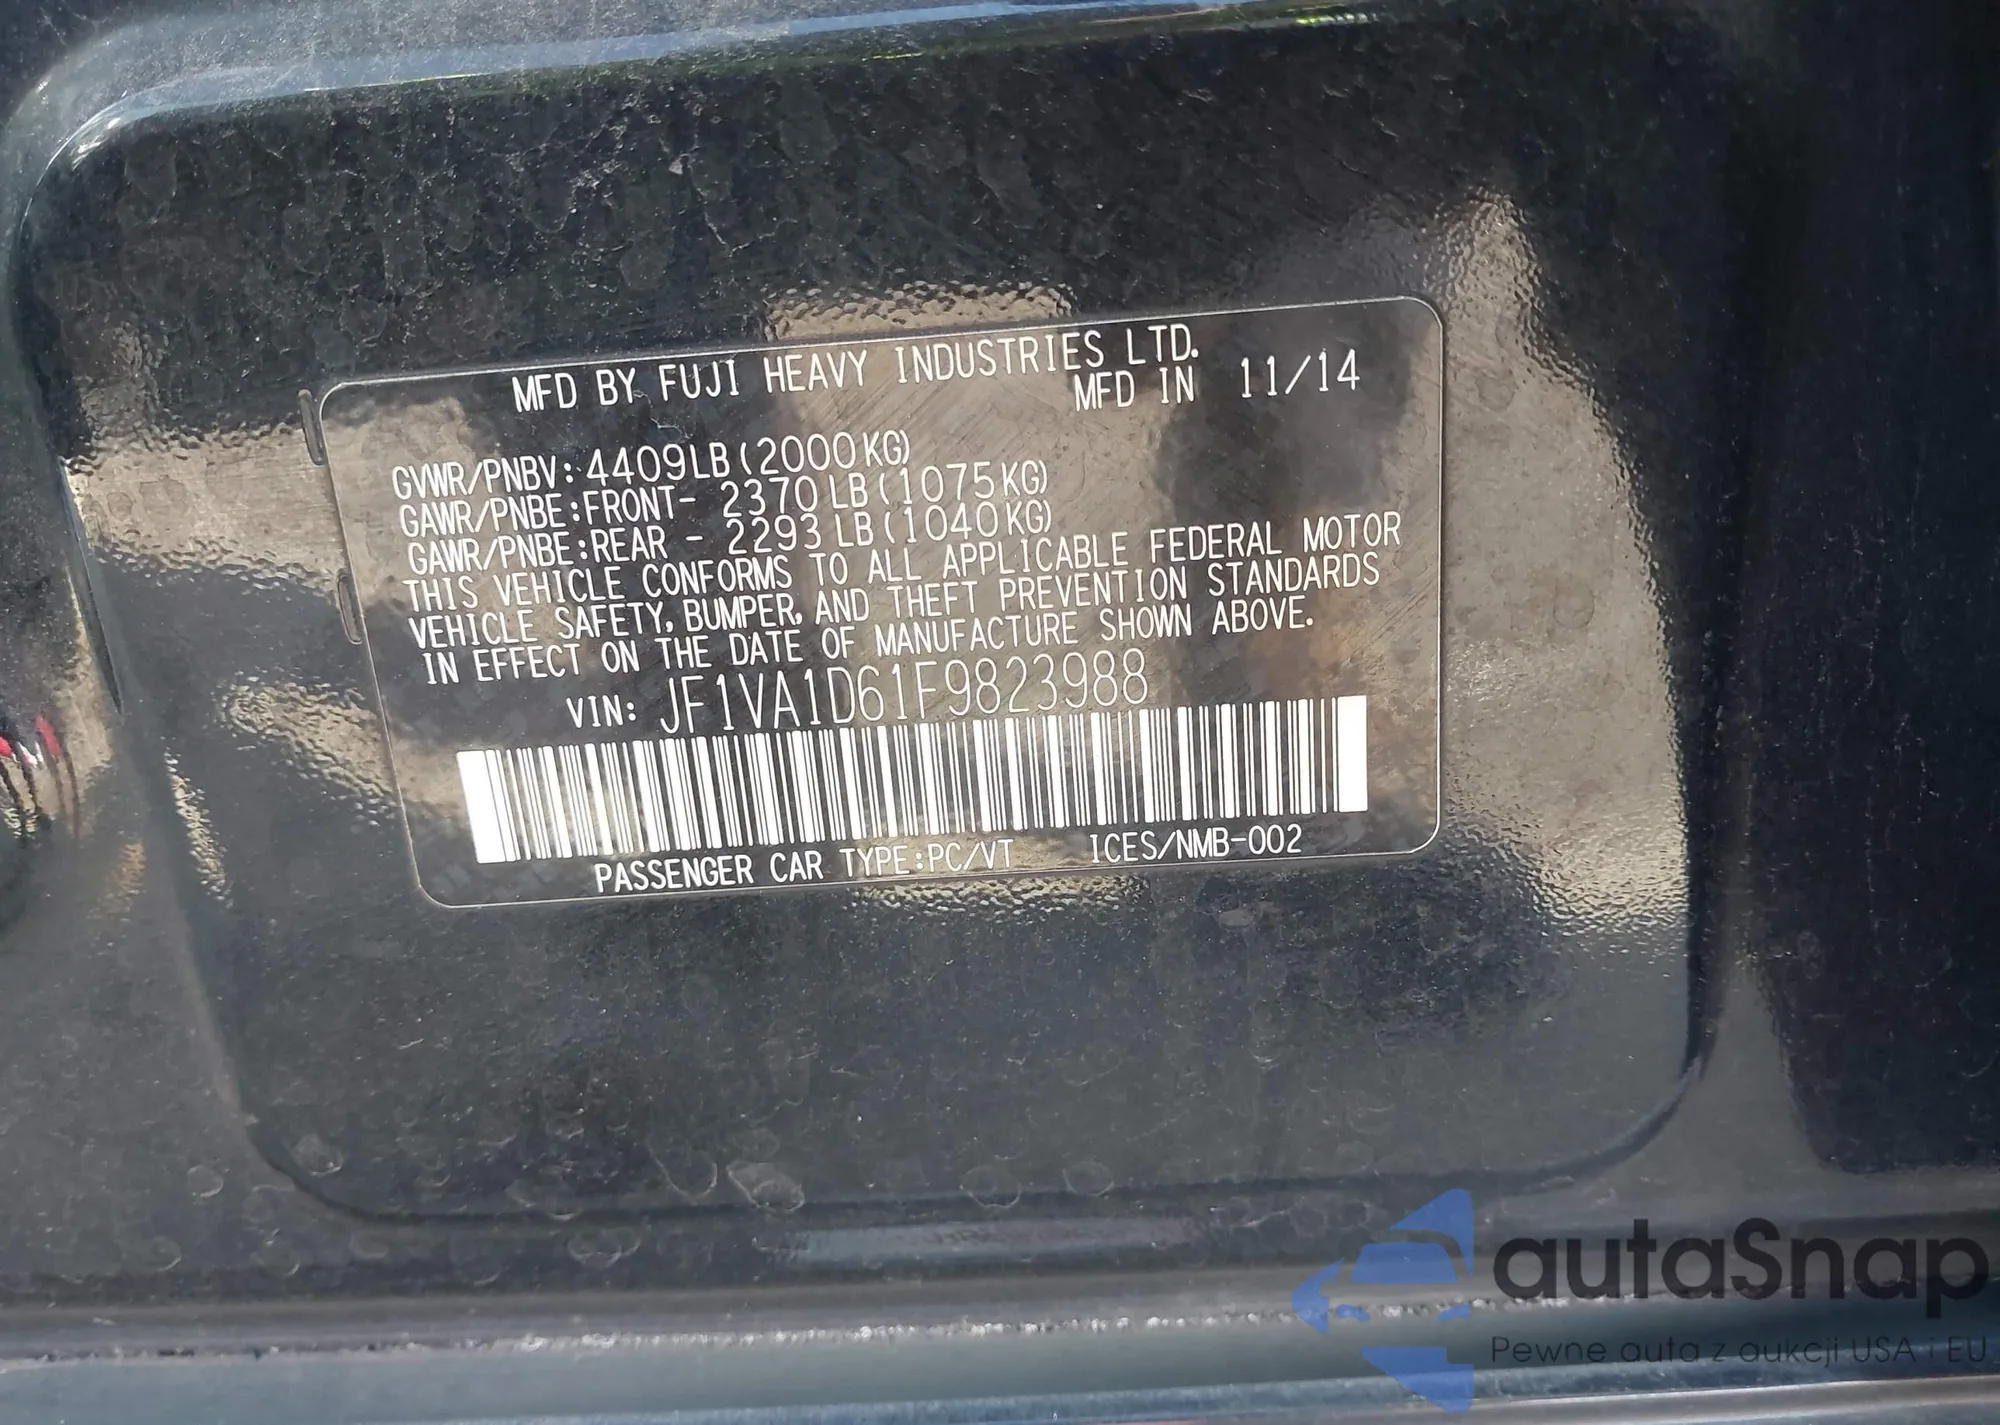 MFD BY FUJI HEAVY INDUSTRIES LTD.
MFD IN 11/14
GVWR/PNBV:4409LB(2000KG)
GAWR/PNBE:FRONT- 2370LB(1075KG)
GAWR/PNBE:REAR - 2293LB(1040KG)
THIS VEHICLE CONFORMS TO ALL APPLICABLE FEDERAL MOTOR
VEHICLE SAFETY, BUMPER, AND THEFT PREVENTION STANDARDS
IN EFFECT ON THE DATE OF MANUFACTURE SHOWN ABOVE.
VIN: JF1VA1D61F9823988
PASSENGER CAR TYPE:PC/VT ICES/NMB-002
autaSnap
Pewne auta z aukcji USA i EU